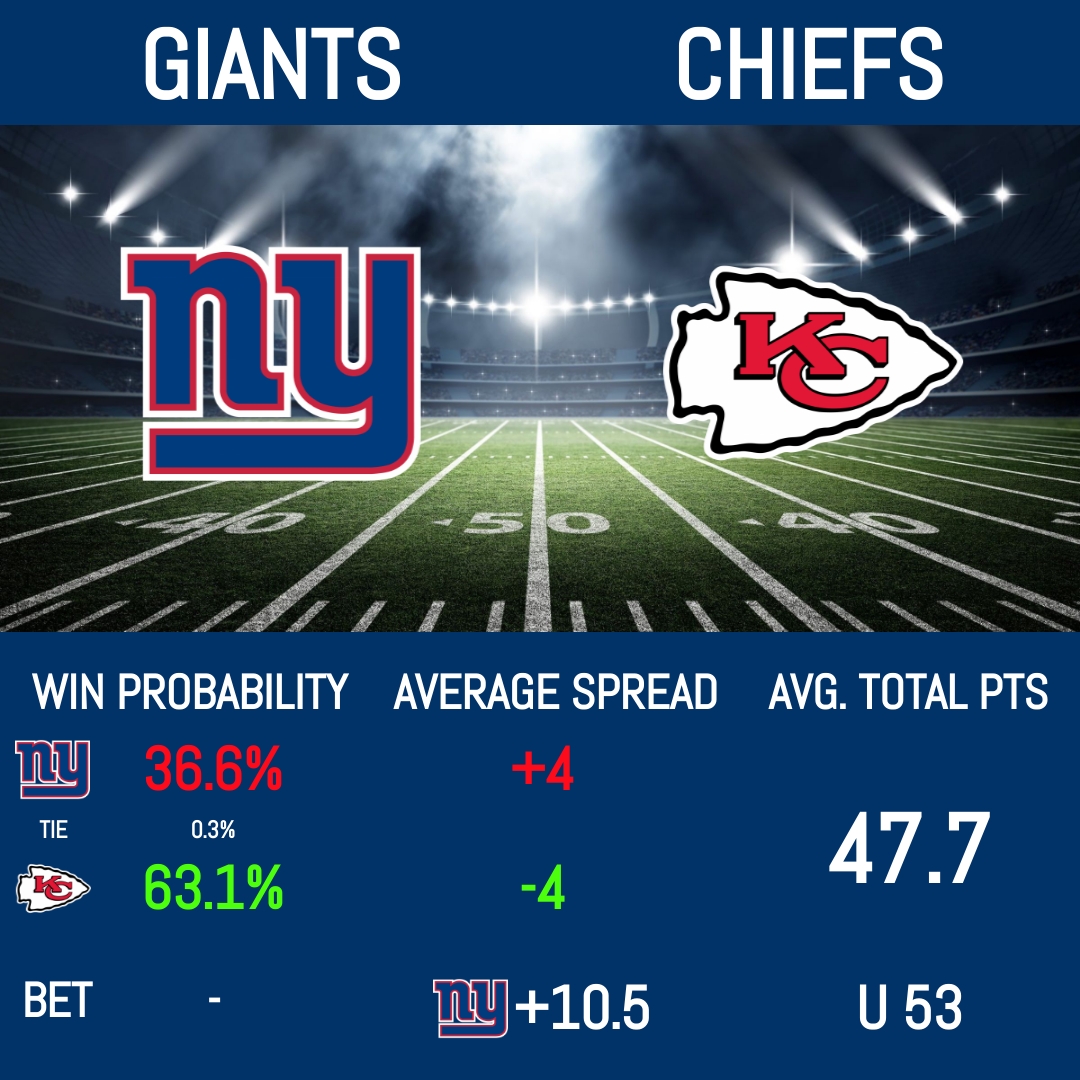 GIANTS CHIEFS
ny KC
40 50 40 5
WIN PROBABILITY AVERAGE SPREAD AVG. TOTAL PTS
ny 36.6% +4
TIE 0.3%
47.7
KC 63.1% -4
BET - ny +10.5 U 53